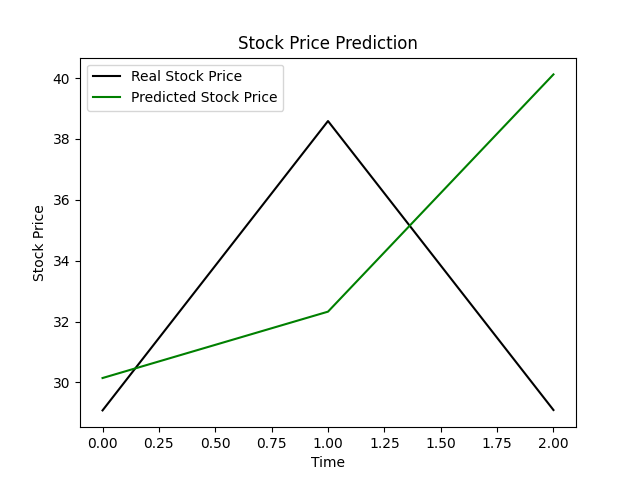 Stock Price Prediction
Real Stock Price
Predicted Stock Price
Stock Price
40
38
36
34
32
30
0.00 0.25 0.50 0.75 1.00 1.25 1.50 1.75 2.00
Time